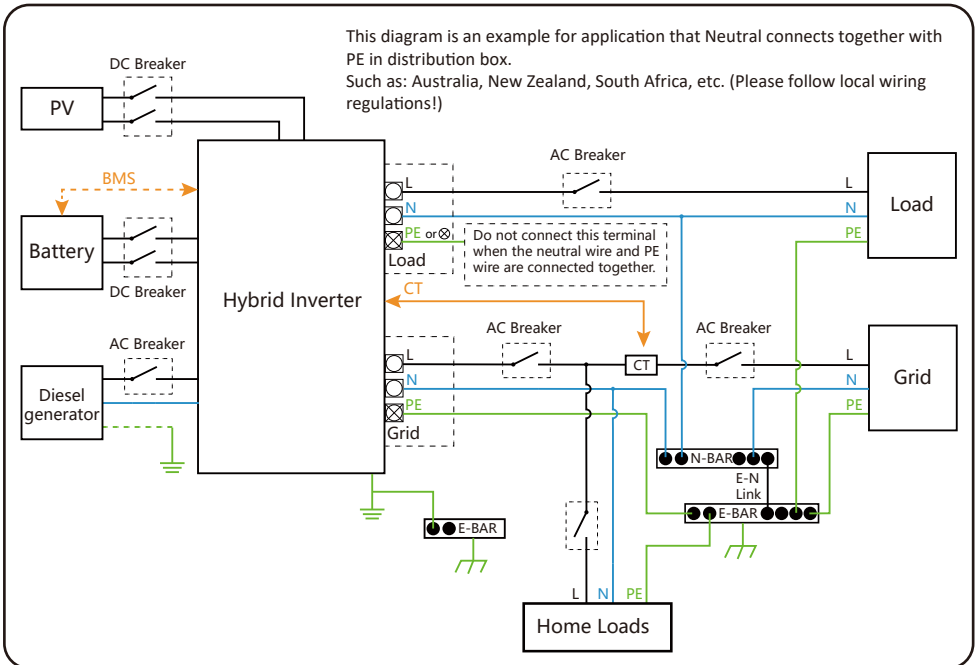 This diagram is an example for application that Neutral connects together with
PE in distribution box.
Such as: Australia, New Zealand, South Africa, etc. (Please follow local wiring
regulations!)
DC Breaker
PV
BMS
Battery
DC Breaker
AC Breaker
Diesel
generator
Hybrid Inverter
L
N
PE or
Load
Do not connect this terminal
when the neutral wire and PE
wire are connected together.
AC Breaker
L
N
PE
Load
CT
AC Breaker
CT
AC Breaker
L
N
PE
Grid
L
N
PE
Grid
N-BAR
E-N
Link
E-BAR
E-BAR
L N PE
Home Loads